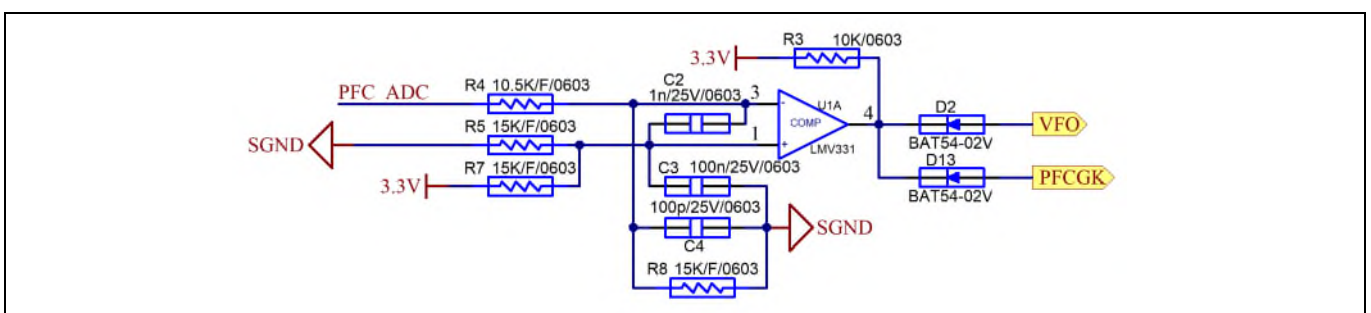 R3 10K/0603
3.3V
PFC ADC
R4 10.5K/F/0603
C2
1n/25V/0603
3
-
U1A
COMP
4
D2
VFO
BAT54-02V
SGND
R5 15K/F/0603
1
+
LMV331
D13
PFCGK
BAT54-02V
3.3V
R7 15K/F/0603
C3 100n/25V/0603
100p/25V/0603
C4
SGND
R8 15K/F/0603